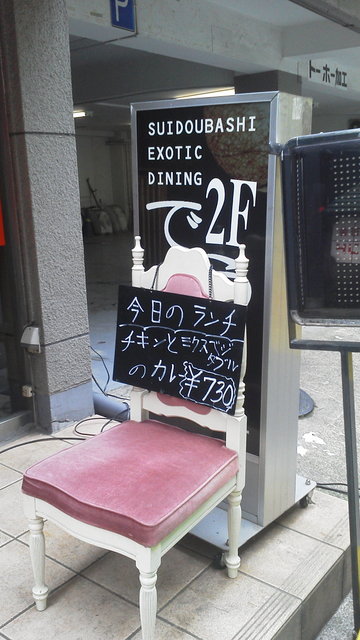 P
トーホー加工
SUIDOUBASHI
EXOTIC
DINING
2F
で
今日の ランチ
チキンと ミックスベジ
タブル
のカレー ¥730